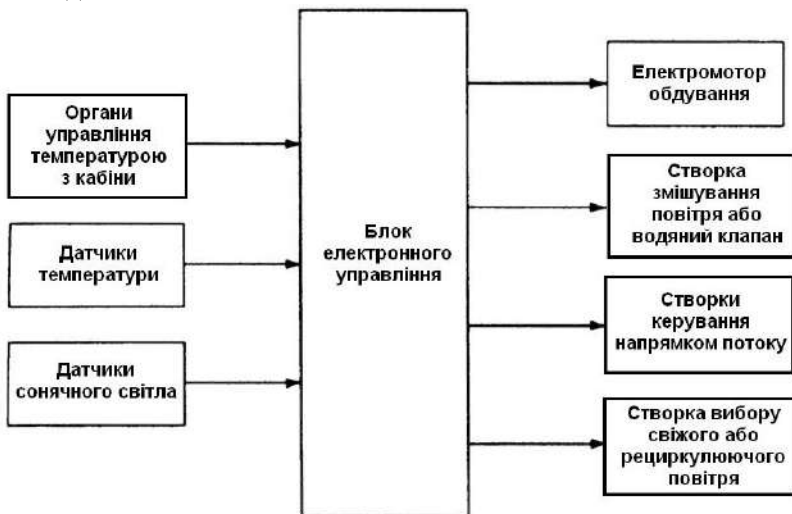 Органи
управління
температурою
з кабіни
Датчики
температури
Датчики
сонячного світла
Блок
електронного
управління
Електромотор
обдування
Створка
змішування
повітря або
водяний клапан
Створки
керування
напрямком потоку
Створка вибору
свіжого або
рециркулюючого
повітря